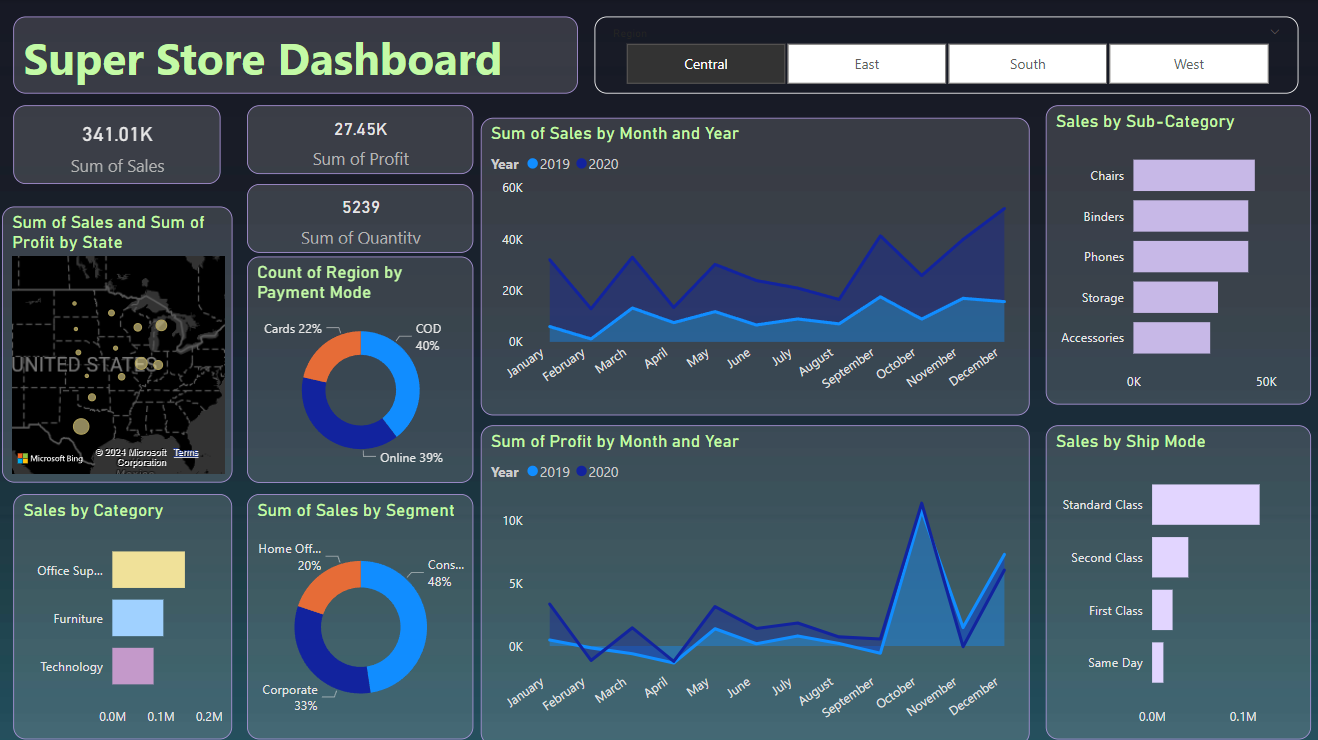 Super Store Dashboard
Region
Central
East
South
West
341.01K
Sum of Sales
27.45K
Sum of Profit
5239
Sum of Quantity
Sum of Sales and Sum of
Profit by State
UNITED STATES
Microsoft Bing
© 2024 Microsoft
Corporation
Terms
Count of Region by
Payment Mode
Cards 22%
COD
40%
Online 39%
Sum of Sales by Month and Year
Year 2019 2020
60K
40K
20K
0K
January
February
March
April
May
June
July
August
September
October
November
December
Sales by Sub-Category
Chairs
Binders
Phones
Storage
Accessories
0K 50K
Sales by Category
Office Sup...
Furniture
Technology
0.0M 0.1M 0.2M
Sum of Sales by Segment
Home Off...
20%
Cons...
48%
Corporate
33%
Sum of Profit by Month and Year
Year 2019 2020
10K
5K
0K
January
February
March
April
May
June
July
August
September
October
November
December
Sales by Ship Mode
Standard Class
Second Class
First Class
Same Day
0.0M 0.1M